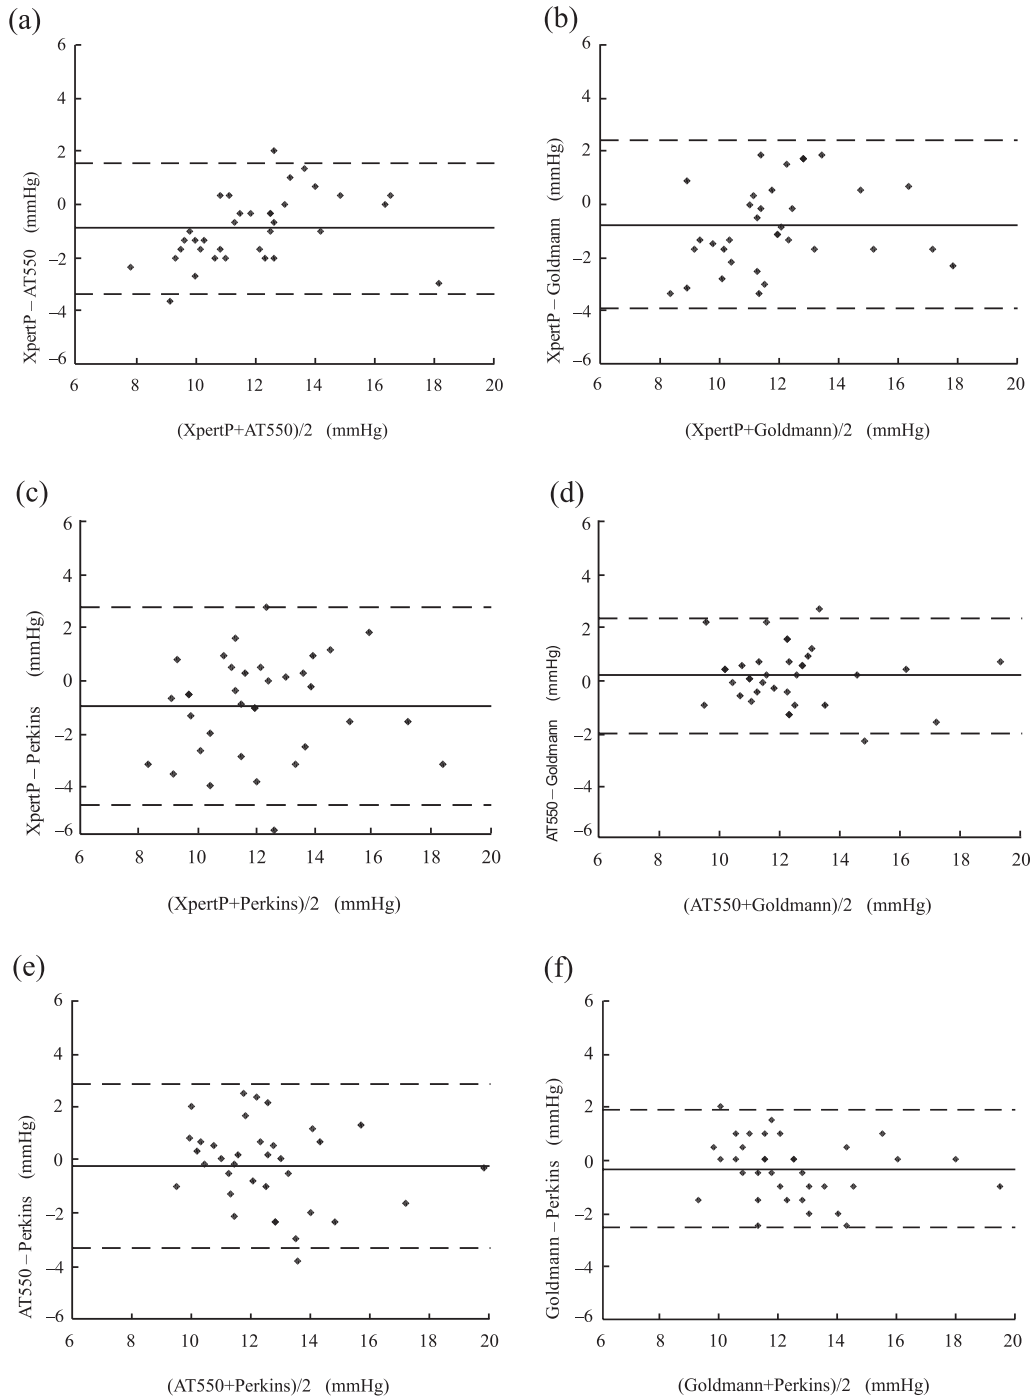 (a)
6
4
2
0
–2
–4
–6
XpertP – AT550 (mmHg)
6 8 10 12 14 16 18 20
(XpertP+AT550)/2 (mmHg)
(b)
6
4
2
0
–2
–4
–6
XpertP – Goldmann (mmHg)
6 8 10 12 14 16 18 20
(XpertP+Goldmann)/2 (mmHg)
(c)
6
4
2
0
–2
–4
–6
XpertP – Perkins (mmHg)
6 8 10 12 14 16 18 20
(XpertP+Perkins)/2 (mmHg)
(d)
6
4
2
0
–2
–4
–6
AT550 – Goldmann (mmHg)
6 8 10 12 14 16 18 20
(AT550+Goldmann)/2 (mmHg)
(e)
6
4
2
0
–2
–4
–6
AT550 – Perkins (mmHg)
6 8 10 12 14 16 18 20
(AT550+Perkins)/2 (mmHg)
(f)
6
4
2
0
–2
–4
–6
Goldmann – Perkins (mmHg)
6 8 10 12 14 16 18 20
(Goldmann+Perkins)/2 (mmHg)